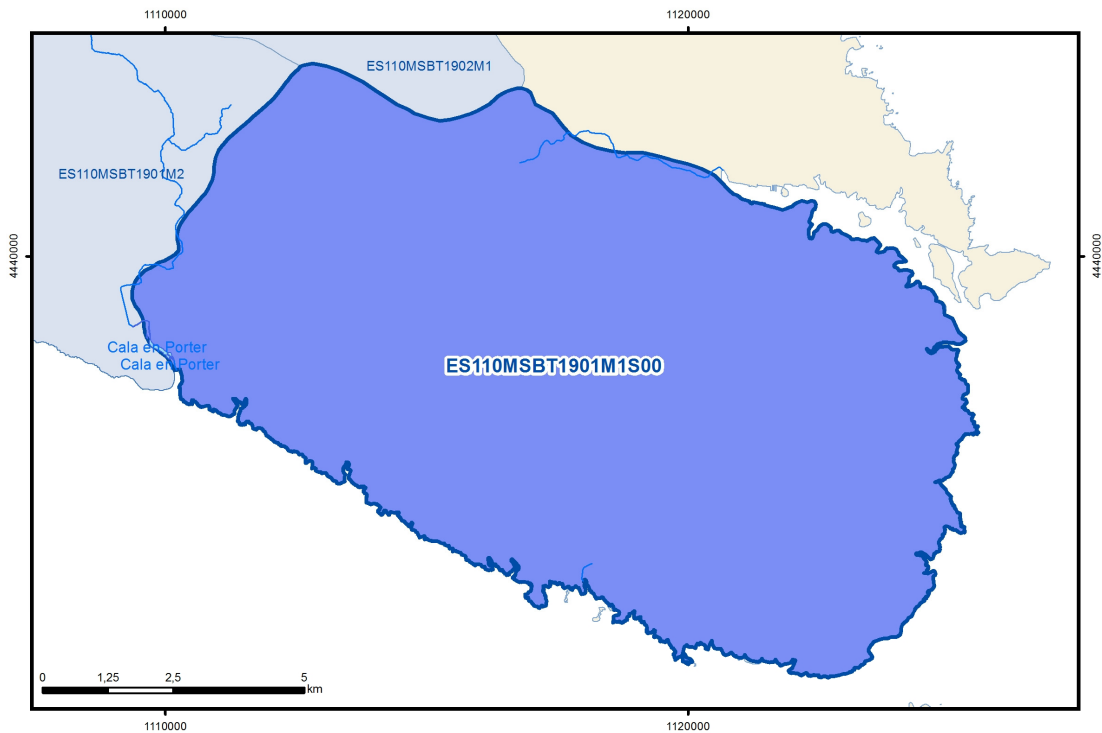 1110000
1120000
ES110MSBT1902M1
ES110MSBT1901M2
4440000
4440000
Cala en Porter
Cala en Porter
ES110MSBT1901M1S00
0
1,25
2,5
5
km
1110000
1120000